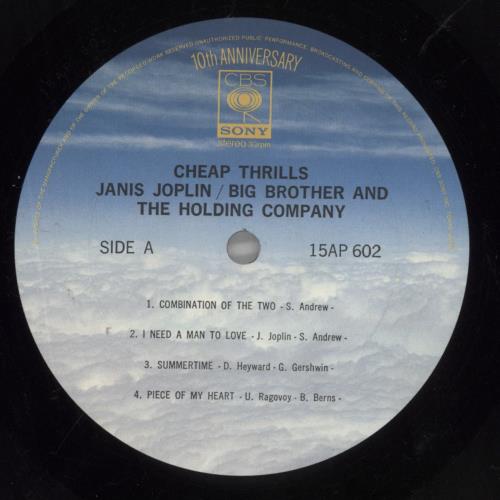 10th ANNIVERSARY
CBS
SONY
Stereo 33rpm
CHEAP THRILLS
JANIS JOPLIN / BIG BROTHER AND
THE HOLDING COMPANY
SIDE A
15AP 602
1. COMBINATION OF THE TWO - S. Andrew -
2. I NEED A MAN TO LOVE - J. Joplin - S. Andrew -
3. SUMMERTIME - D. Heyward - G. Gershwin -
4. PIECE OF MY HEART - U. Ragovoy - B. Berns -